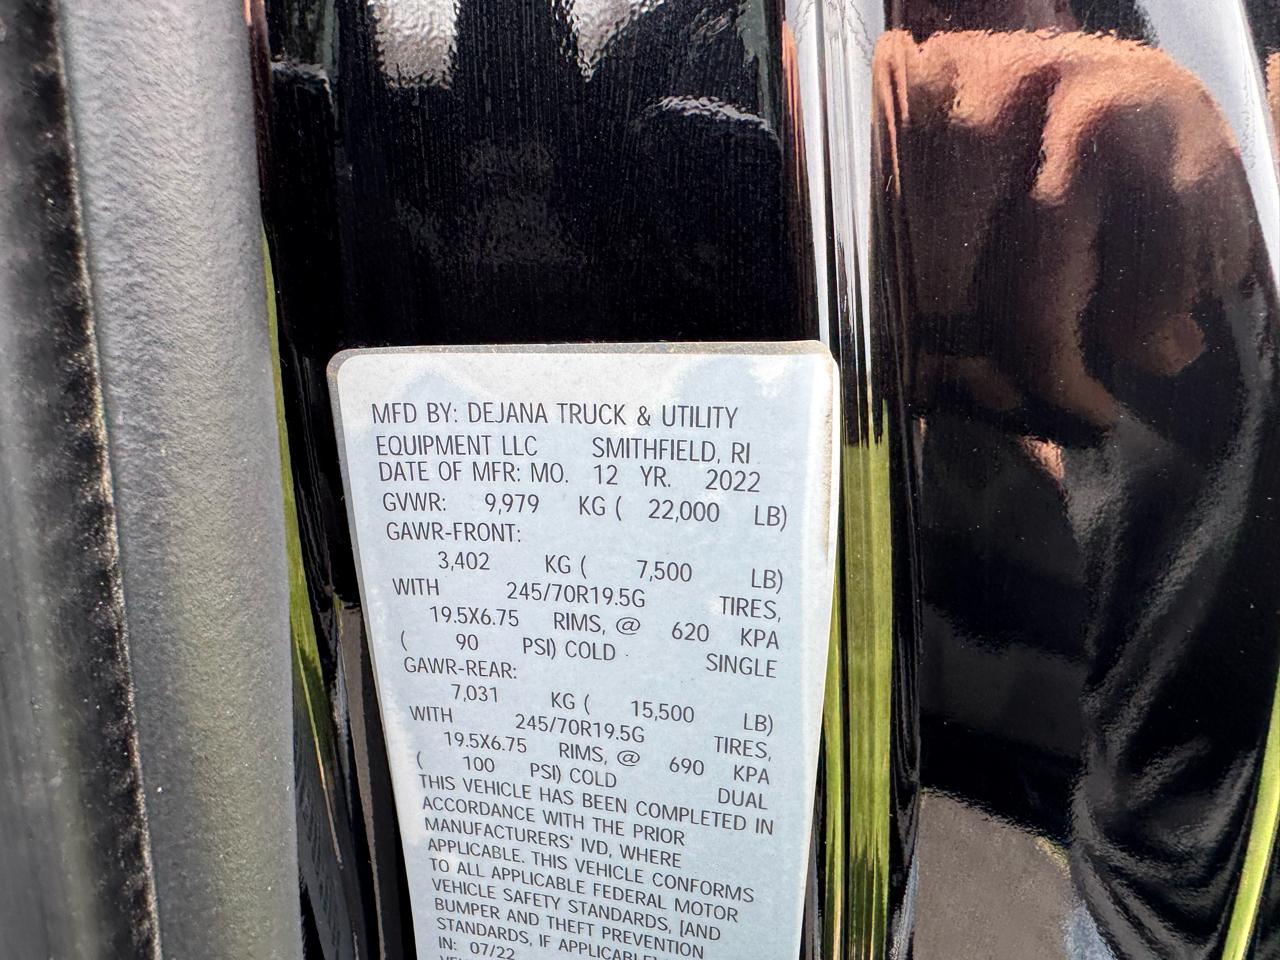 MFD BY: DEJANA TRUCK & UTILITY
EQUIPMENT LLC SMITHFIELD, RI
DATE OF MFR: MO. 12 YR. 2022
GVWR: 9,979 KG ( 22,000 LB)
GAWR-FRONT:
3,402 KG ( 7,500 LB)
WITH 245/70R19.5G TIRES,
19.5X6.75 RIMS, @ 620 KPA
( 90 PSI) COLD SINGLE
GAWR-REAR:
7,031 KG ( 15,500 LB)
WITH 245/70R19.5G TIRES,
19.5X6.75 RIMS, @ 690 KPA
( 100 PSI) COLD DUAL
THIS VEHICLE HAS BEEN COMPLETED IN
ACCORDANCE WITH THE PRIOR
MANUFACTURERS' IVD, WHERE
APPLICABLE. THIS VEHICLE CONFORMS
TO ALL APPLICABLE FEDERAL MOTOR
VEHICLE SAFETY STANDARDS, [AND
BUMPER AND THEFT PREVENTION
STANDARDS, IF APPLICABLE]
IN: 07/22